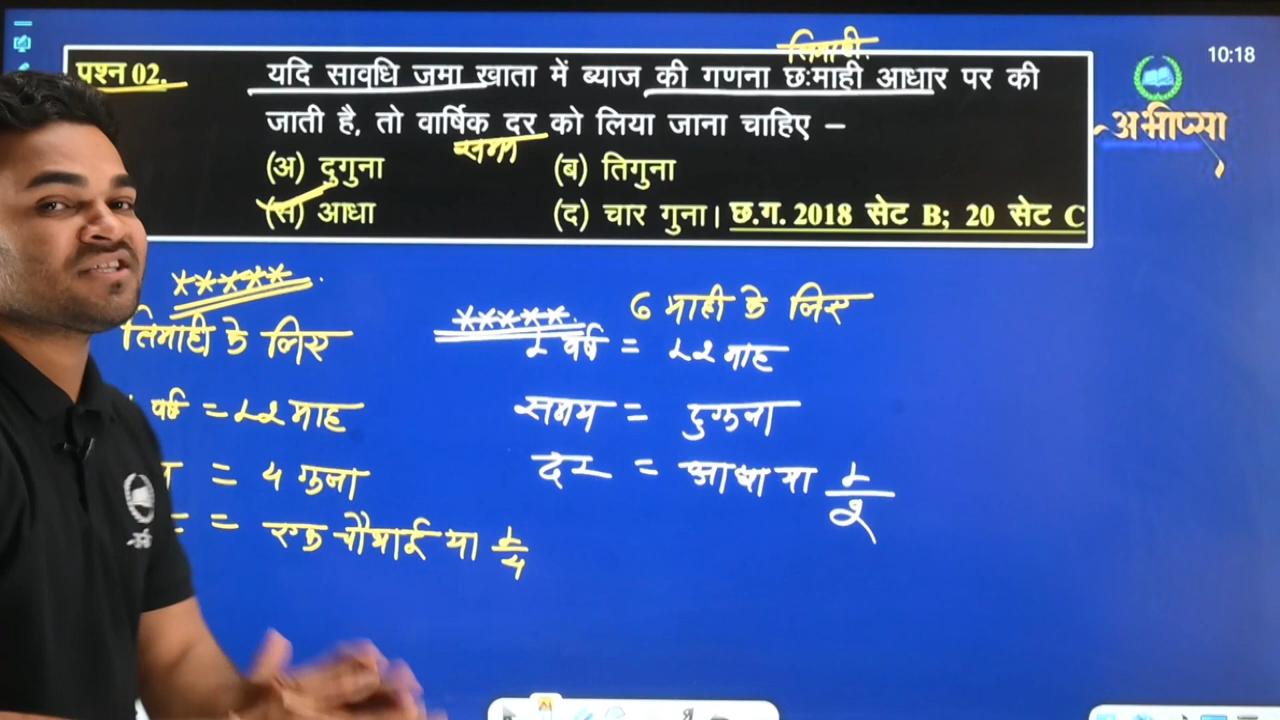 10:18
तिमाही
प्रश्न 02. यदि सावधि जमा खाता में ब्याज की गणना छःमाही आधार पर की
जाती है, तो वार्षिक दर को लिया जाना चाहिए –
समय
(अ) दुगुना (ब) तिगुना
(स) आधा (द) चार गुना। छ.ग. 2018 सेट B; 20 सेट C
अभीप्सा
*****
तिमाही के लिए
वर्ष = 12 माह
= 4 गुना
= एक चौथाई या 1/4
***** 6 माही के लिए
1 वर्ष = 12 माह
समय = दुगुना
दर = आधा या 1/2